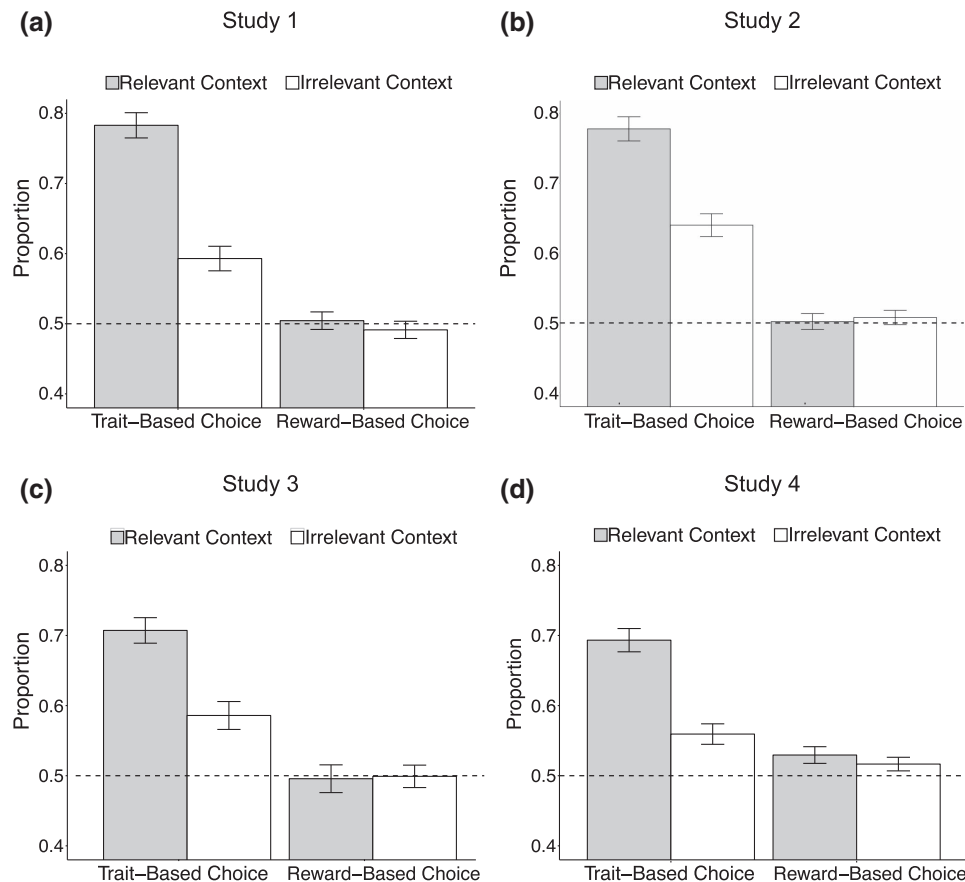 (a)
Study 1
Relevant Context Irrelevant Context
Proportion
0.8
0.7
0.6
0.5
0.4
Trait−Based Choice Reward−Based Choice
(b)
Study 2
Relevant Context Irrelevant Context
Proportion
0.8
0.7
0.6
0.5
0.4
Trait−Based Choice Reward−Based Choice
(c)
Study 3
Relevant Context Irrelevant Context
Proportion
0.8
0.7
0.6
0.5
0.4
Trait−Based Choice Reward−Based Choice
(d)
Study 4
Relevant Context Irrelevant Context
Proportion
0.8
0.7
0.6
0.5
0.4
Trait−Based Choice Reward−Based Choice